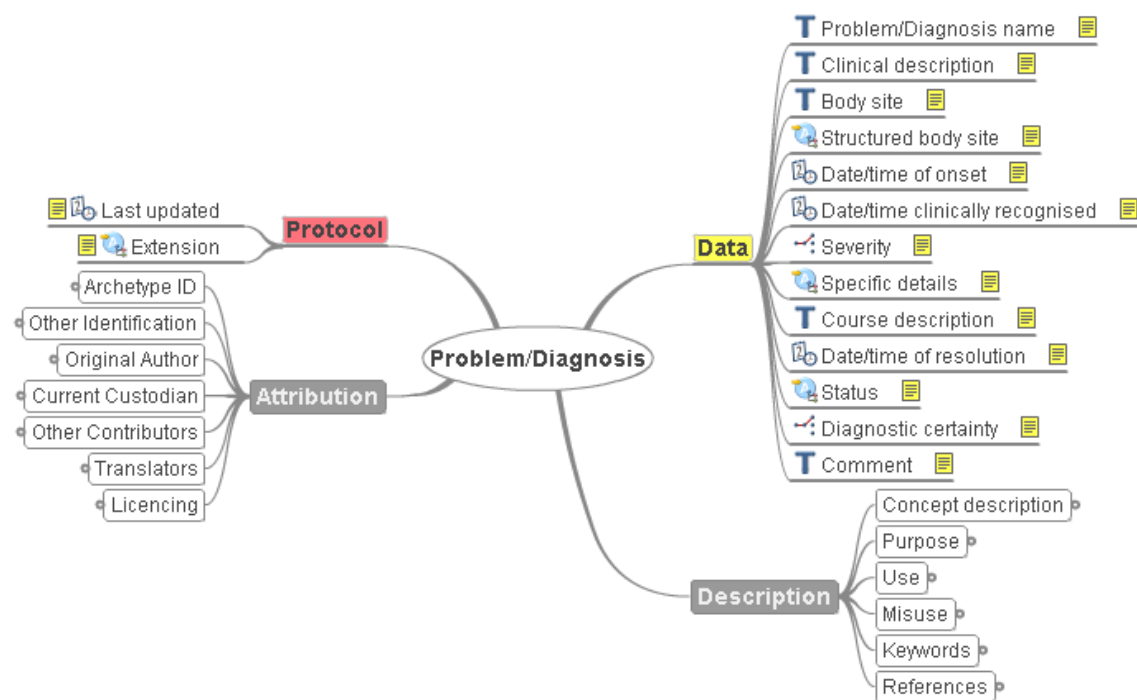 Problem/Diagnosis name
Clinical description
Body site
Structured body site
Date/time of onset
Date/time clinically recognised
Severity
Specific details
Course description
Date/time of resolution
Status
Diagnostic certainty
Comment
Data
Last updated
Extension
Protocol
Problem/Diagnosis
Archetype ID
Other Identification
Original Author
Current Custodian
Other Contributors
Translators
Licencing
Attribution
Description
Concept description
Purpose
Use
Misuse
Keywords
References